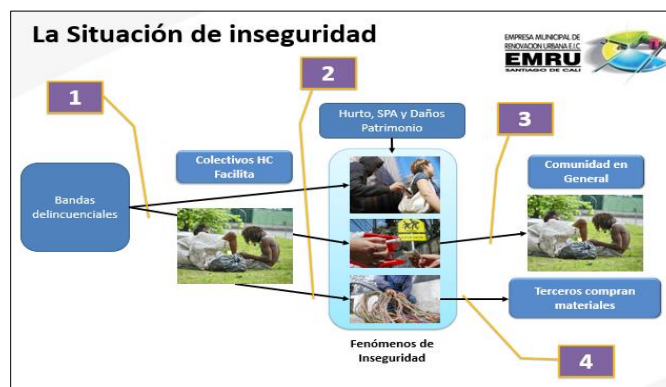 La Situación de inseguridad
EMPRESA MUNICIPAL DE
RENOVACIÓN URBANA E.I.C
EMRU
SANTIAGO DE CALI
1
2
3
4
Hurto, SPA y Daños
Patrimonio
Colectivos HC
Facilita
Bandas
delincuenciales
Comunidad en
General
Terceros compran
materiales
Fenómenos de
Inseguridad